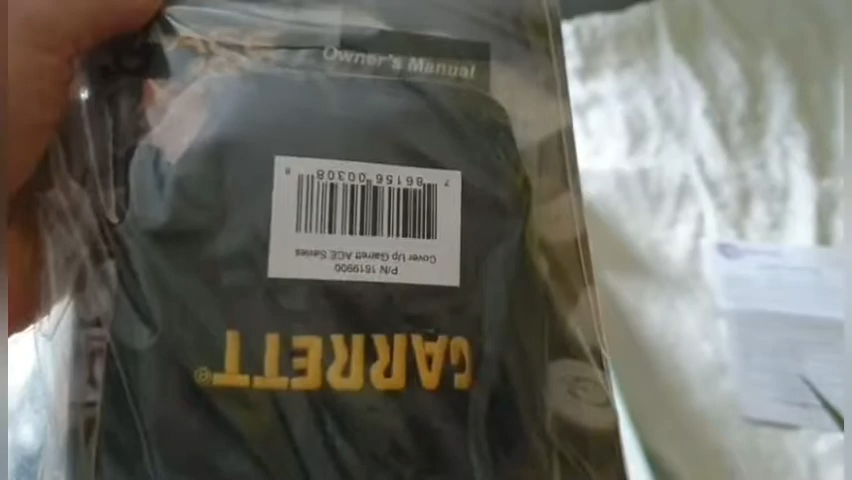 Owner's Manual
GARRETT®
P/N 1619900
Cover Up Garrett ACE Series
7 86156 00308 8